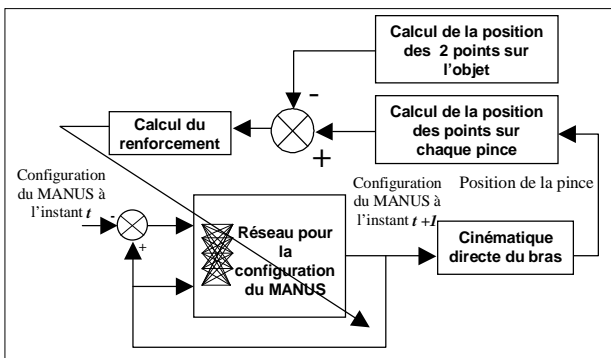 Calcul de la position
des 2 points sur
l'objet
-
Calcul du
renforcement
+
Calcul de la position
des points sur
chaque pince
Configuration
du MANUS à
l'instant t
-
+
Réseau pour
la
configuration
du MANUS
Configuration
du MANUS à
l'instant t +1
Position de la pince
Cinématique
directe du bras